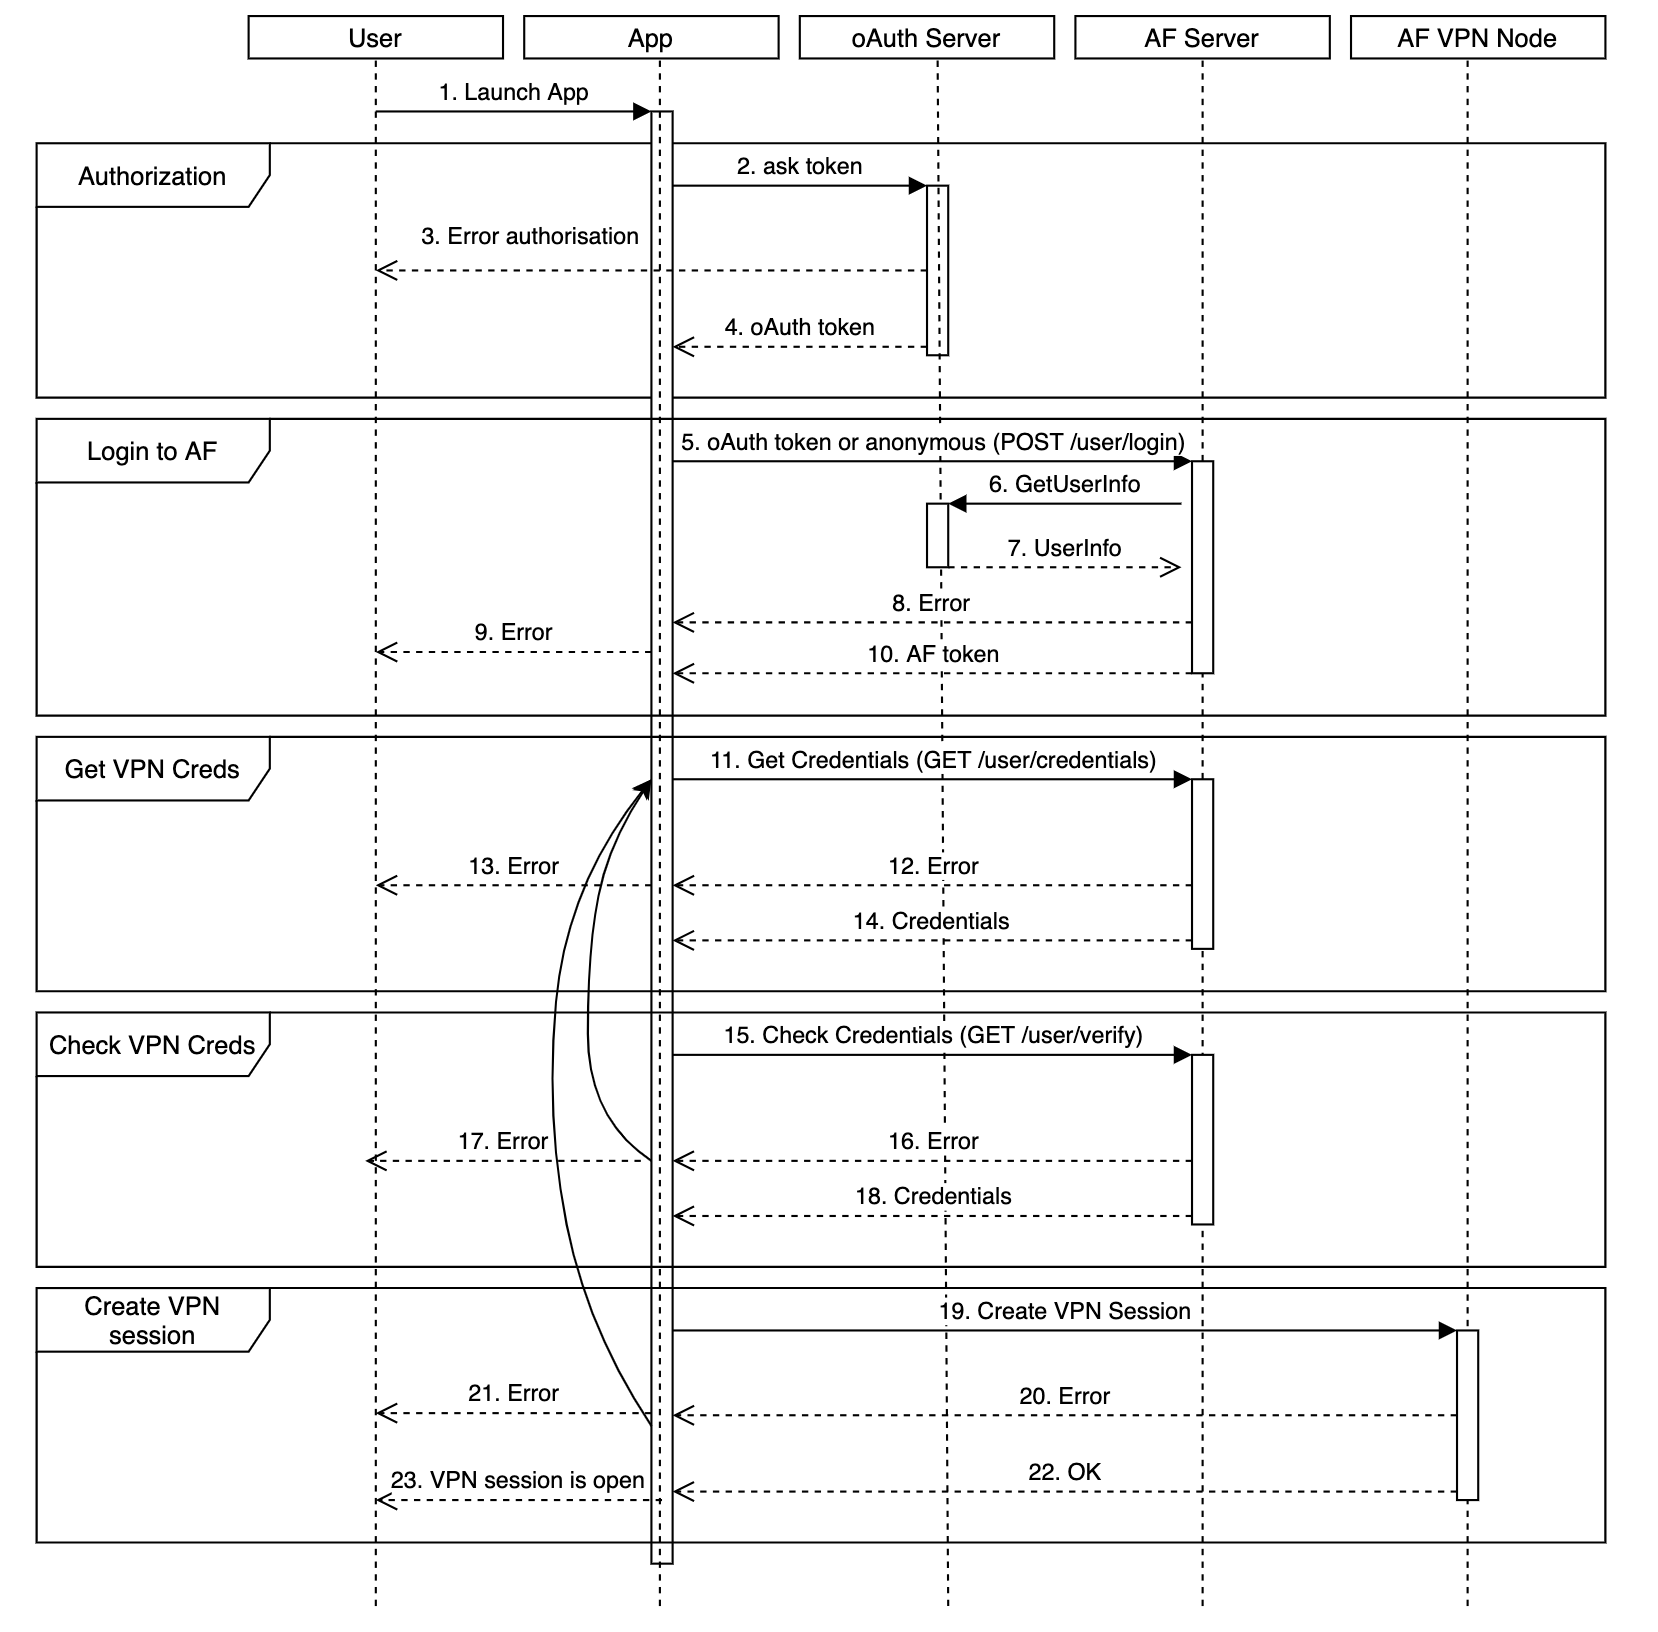 User
App
oAuth Server
AF Server
AF VPN Node
1. Launch App
Authorization
2. ask token
3. Error authorisation
4. oAuth token
Login to AF
5. oAuth token or anonymous (POST /user/login)
6. GetUserInfo
7. UserInfo
8. Error
9. Error
10. AF token
Get VPN Creds
11. Get Credentials (GET /user/credentials)
13. Error
12. Error
14. Credentials
Check VPN Creds
15. Check Credentials (GET /user/verify)
17. Error
16. Error
18. Credentials
Create VPN
session
19. Create VPN Session
21. Error
20. Error
22. OK
23. VPN session is open